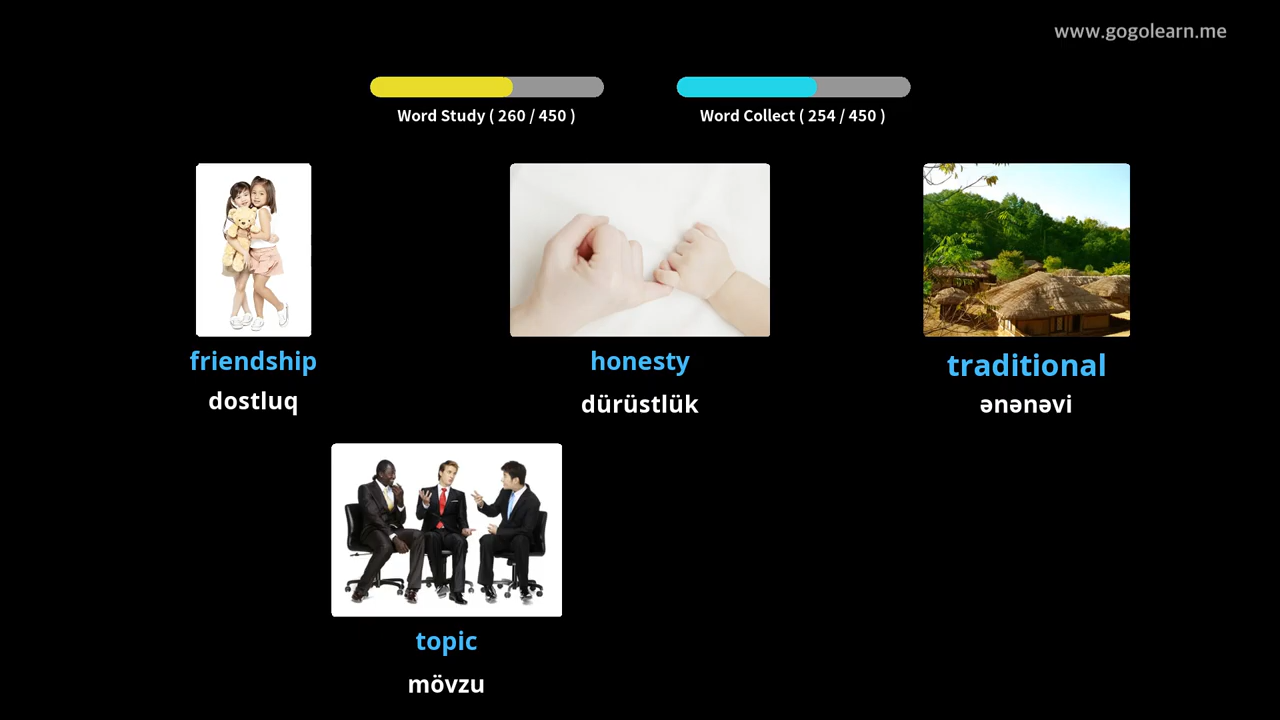 www.gogolearn.me
Word Study ( 260 / 450 )
Word Collect ( 254 / 450 )
friendship
dostluq
honesty
dürüstlük
traditional
ənənəvi
topic
mövzu